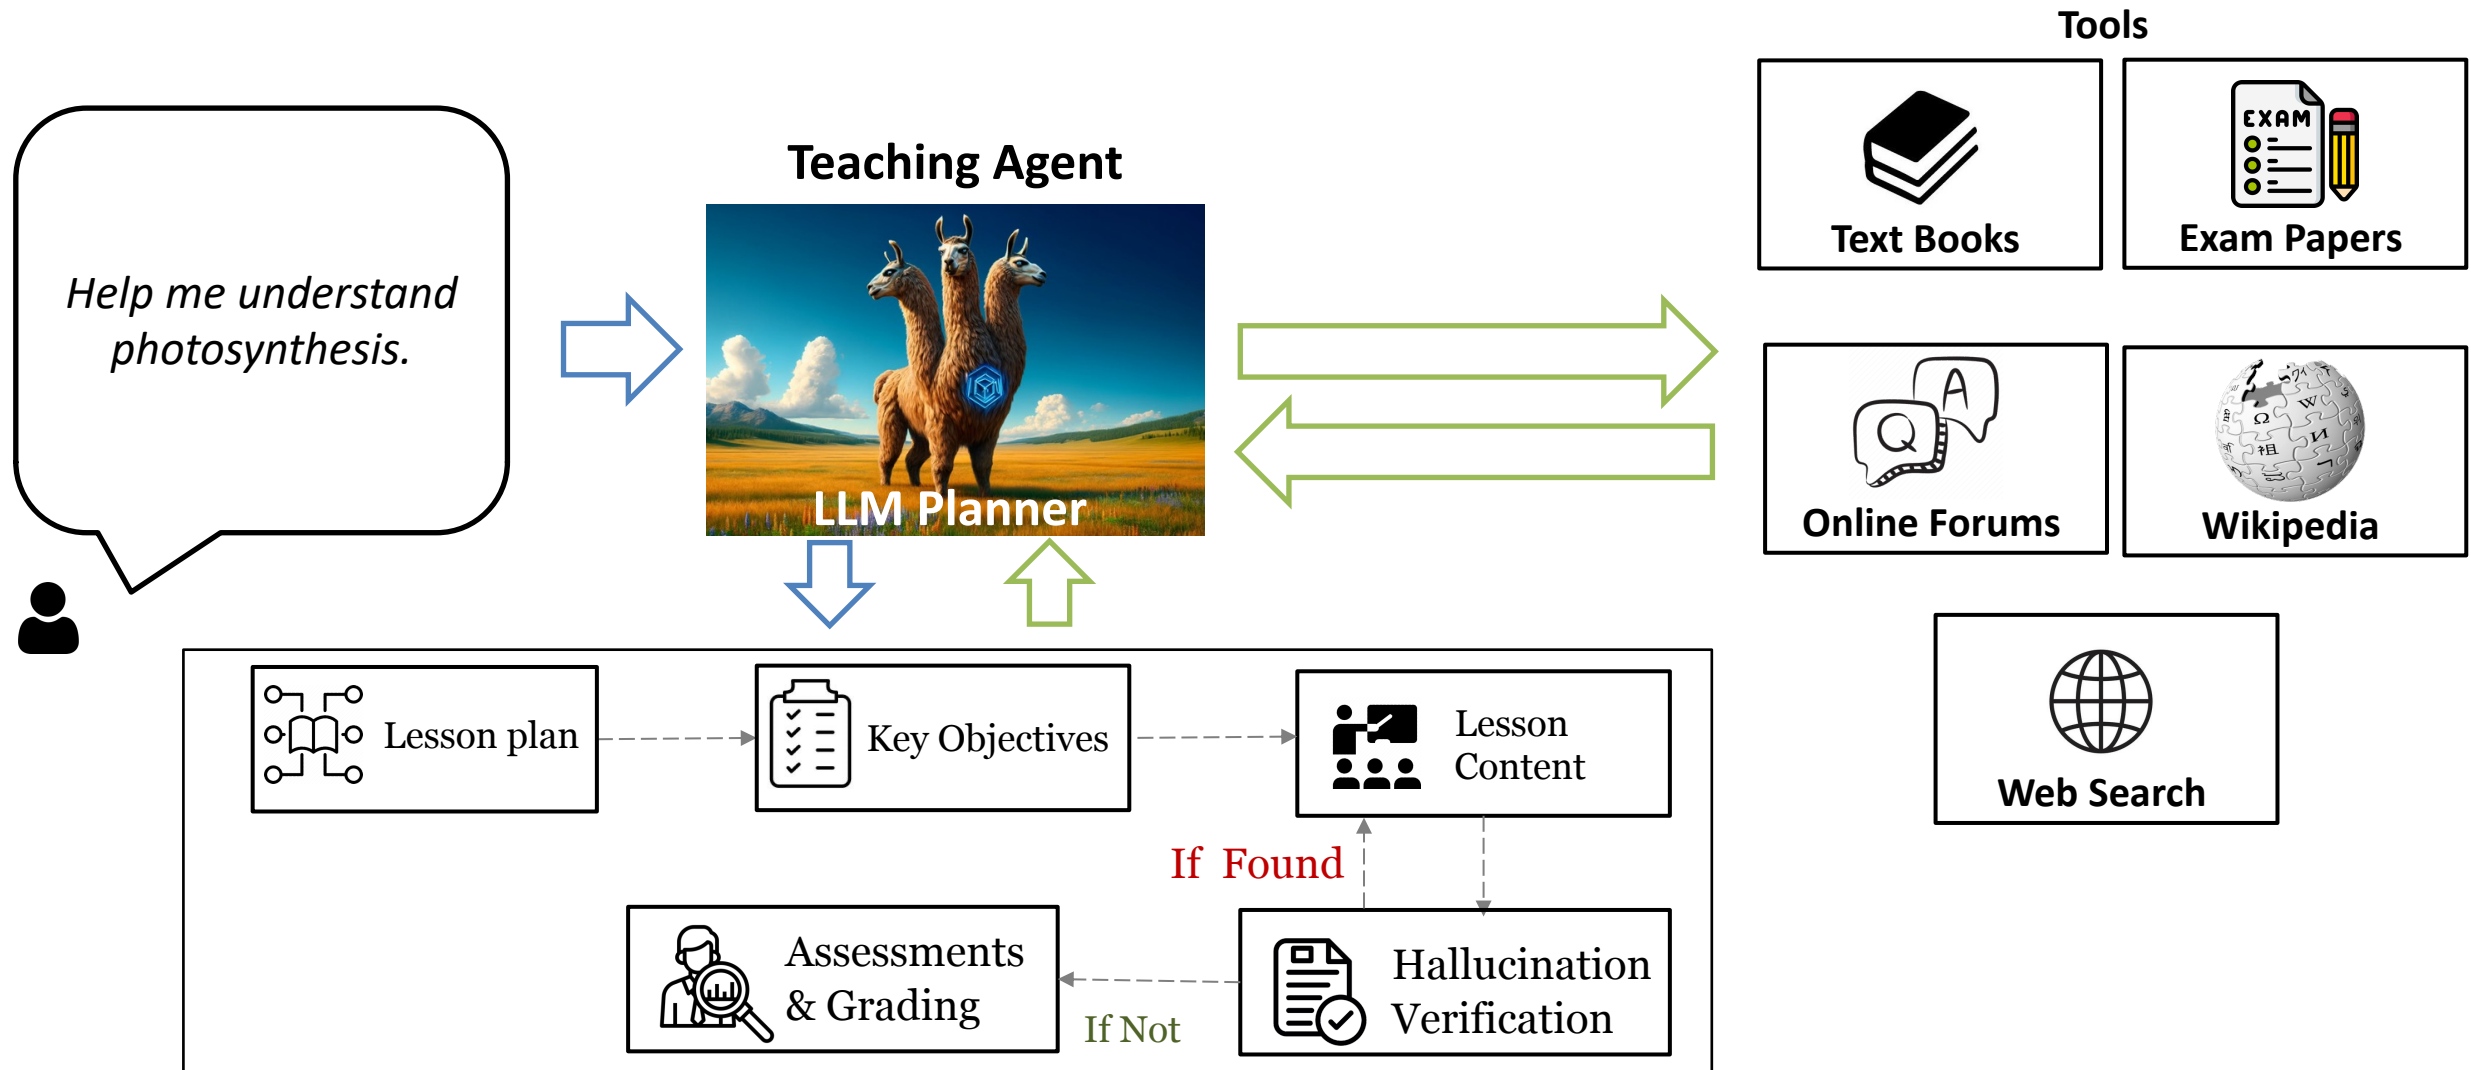 Tools
Help me understand
photosynthesis.
Teaching Agent
LLM Planner
Text Books
EXAM
Exam Papers
Q
A
Online Forums
Ω
W
И
祖
Wikipedia
Web Search
Lesson plan
Key Objectives
Lesson
Content
If Found
Assessments
& Grading
If Not
Hallucination
Verification